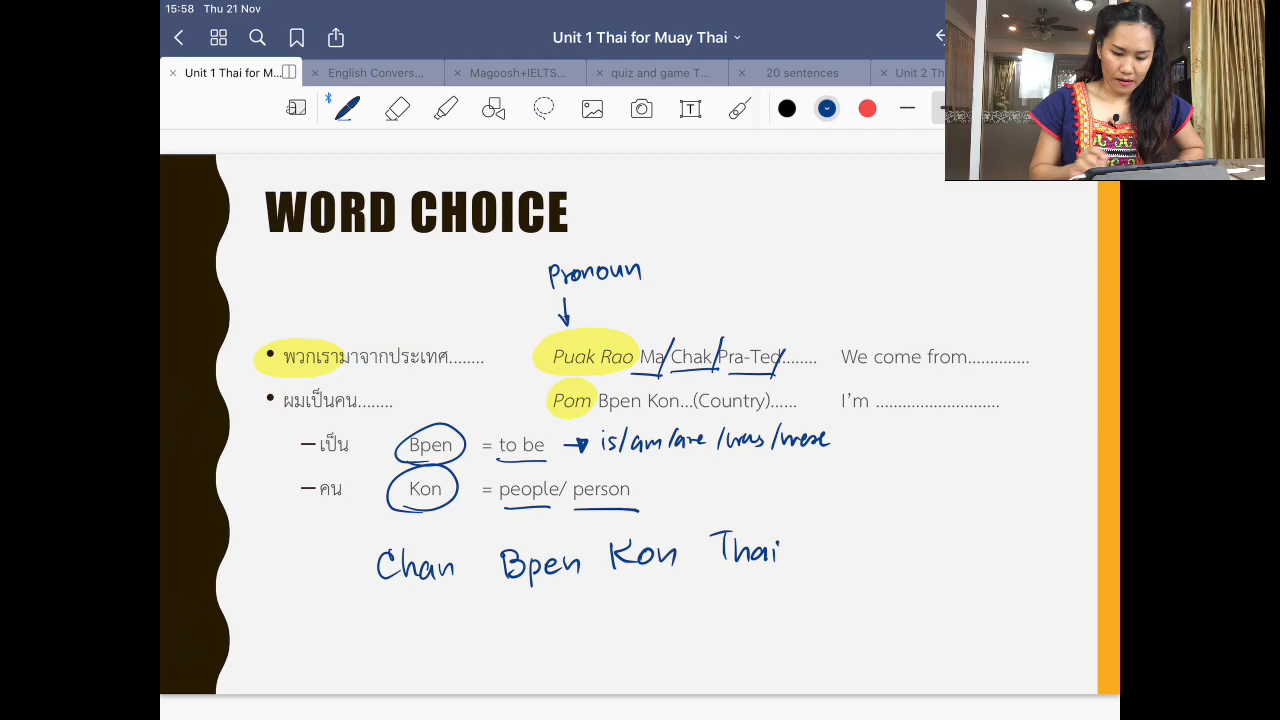 15:58 Thu 21 Nov
Unit 1 Thai for Muay Thai
Unit 1 Thai for M... English Convers... Magoosh+IELTS... quiz and game T... 20 sentences Unit 2 Th
WORD CHOICE
Pronoun
• พวกเรามาจากประเทศ........ Puak Rao Ma/Chak/Pra-Ted/........ We come from..............
• ผมเป็นคน........ Pom Bpen Kon...(Country)...... I'm ............................
– เป็น Bpen = to be → is/am/are/was/were
– คน Kon = people/ person
Chan Bpen Kon Thai